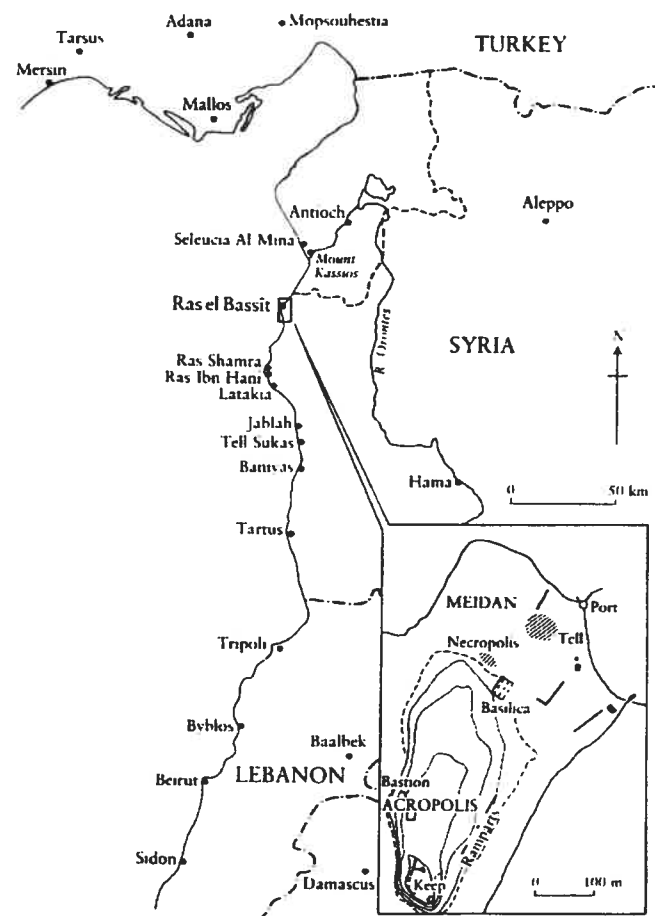 Mopsouhestia
Adana
Tarsus
TURKEY
Mersin
Mallos
Aleppo
Antioch
Seleucia Al Mina
Mount
Kassios
Ras el Bassit
R. Orontes
SYRIA
N
Ras Shamra
Ras Ibn Hani
Latakia
Jablah
Tell Sukas
Baniyas
Hama
0 50 km
Tartus
MEIDAN
Port
Necropolis
Tell
Tripoli
Basilica
Byblos
Baalbek
LEBANON
Beirut
Bastion
ACROPOLIS
Ramparts
Sidon
Damascus
Keep
0 100 m